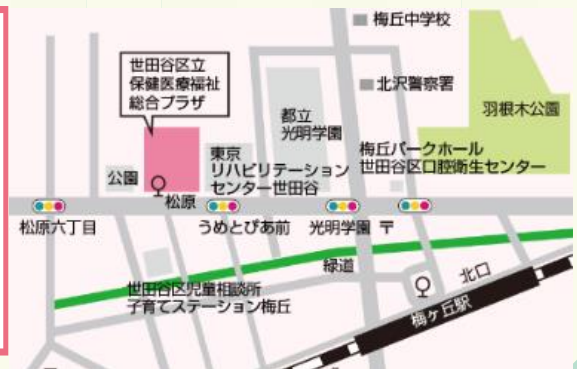 梅丘中学校
世田谷区立
保健医療福祉
総合プラザ
北沢警察署
羽根木公園
都立
光明学園
東京
リハビリテーション
センター世田谷
梅丘パークホール
世田谷区口腔衛生センター
公園
松原
松原六丁目
うめとぴあ前
光明学園
〒
緑道
北口
世田谷区児童相談所
子育てステーション梅丘
梅ヶ丘駅